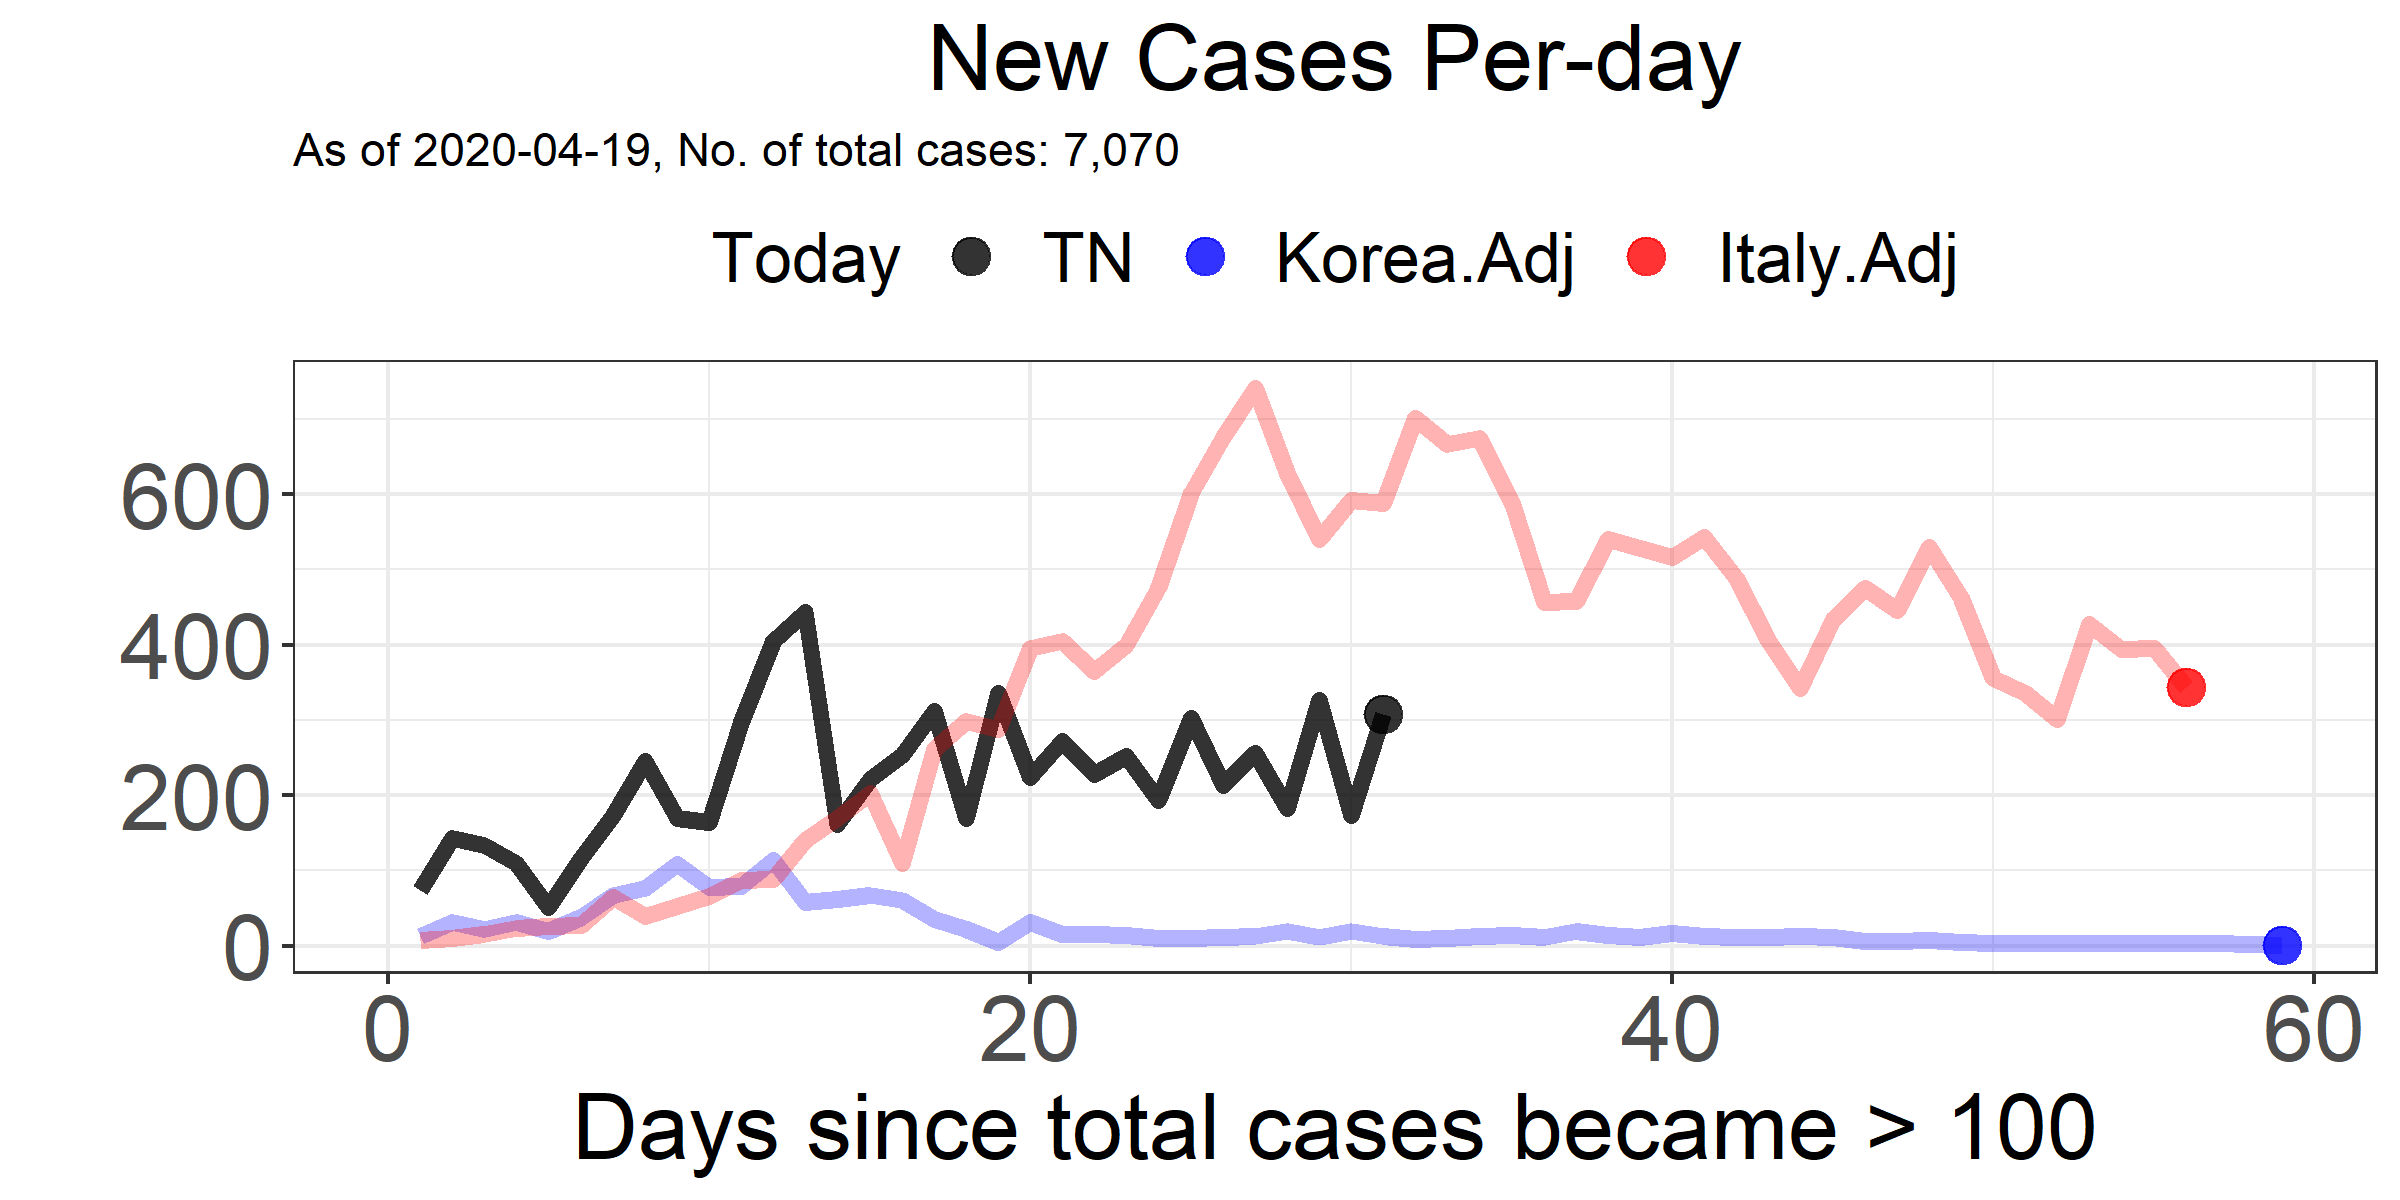 New Cases Per-day
As of 2020-04-19, No. of total cases: 7,070
Today TN Korea.Adj Italy.Adj
600
400
200
0
0 20 40 60
Days since total cases became > 100